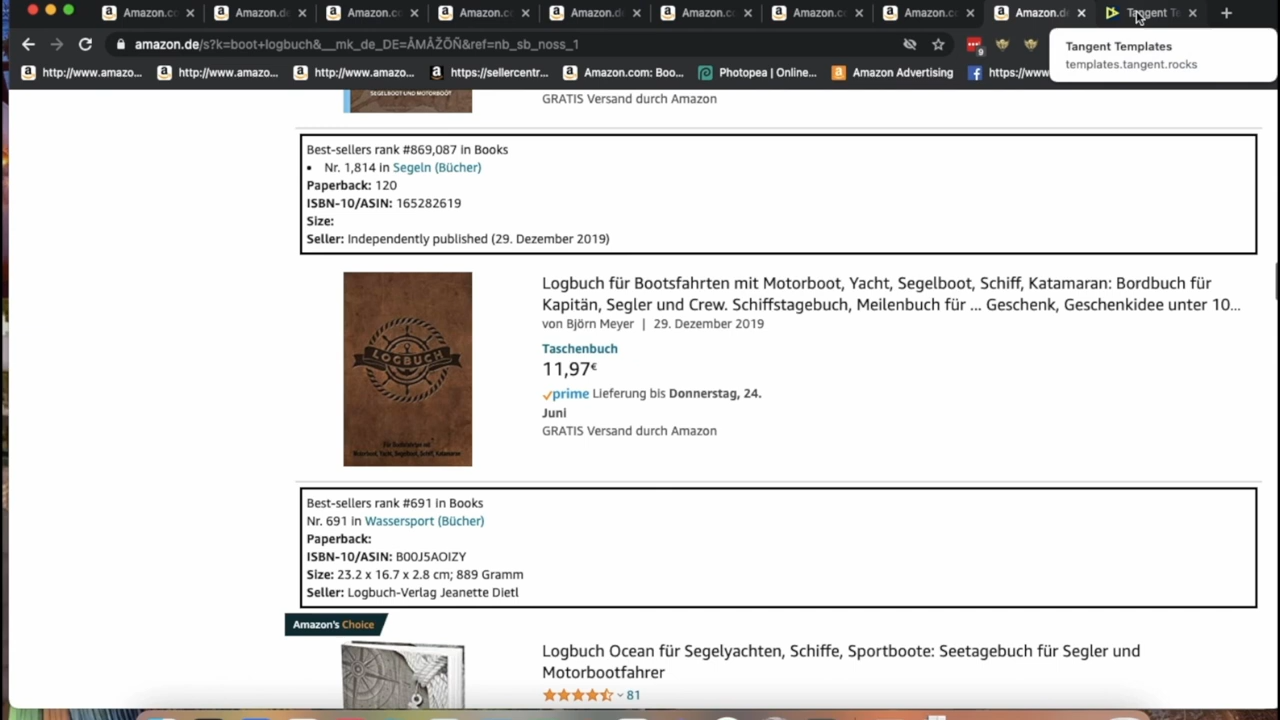 Amazon.c
Amazon.d
Amazon.c
Amazon.c
Amazon.d
Amazon.c
Amazon.c
Amazon.c
Amazon.d
Tangent Te
amazon.de/s?k=boot+logbuch&__mk_de_DE=ÅMÅŽÕÑ&ref=nb_sb_noss_1
9
http://www.amazo...
http://www.amazo...
http://www.amazo...
https://sellercentr...
Amazon.com: Boo...
Photopea | Online...
Amazon Advertising
https://www
Tangent Templates
templates.tangent.rocks
SEGELBOOT UND MOTORBOOT
GRATIS Versand durch Amazon
Best-sellers rank #869,087 in Books
• Nr. 1,814 in Segeln (Bücher)
Paperback: 120
ISBN-10/ASIN: 165282619
Size:
Seller: Independently published (29. Dezember 2019)
LOGBUCH
Logbuch für Bootsfahrten mit Motorboot, Yacht, Segelboot, Schiff, Katamaran: Bordbuch für
Kapitän, Segler und Crew. Schiffstagebuch, Meilenbuch für ... Geschenk, Geschenkidee unter 10...
von Björn Meyer | 29. Dezember 2019
Taschenbuch
11,97€
prime Lieferung bis Donnerstag, 24.
Juni
GRATIS Versand durch Amazon
Best-sellers rank #691 in Books
Nr. 691 in Wassersport (Bücher)
Paperback:
ISBN-10/ASIN: B00J5AOIZY
Size: 23.2 x 16.7 x 2.8 cm; 889 Gramm
Seller: Logbuch-Verlag Jeanette Dietl
Amazon's Choice
Logbuch Ocean für Segelyachten, Schiffe, Sportboote: Seetagebuch für Segler und
Motorbootfahrer
81